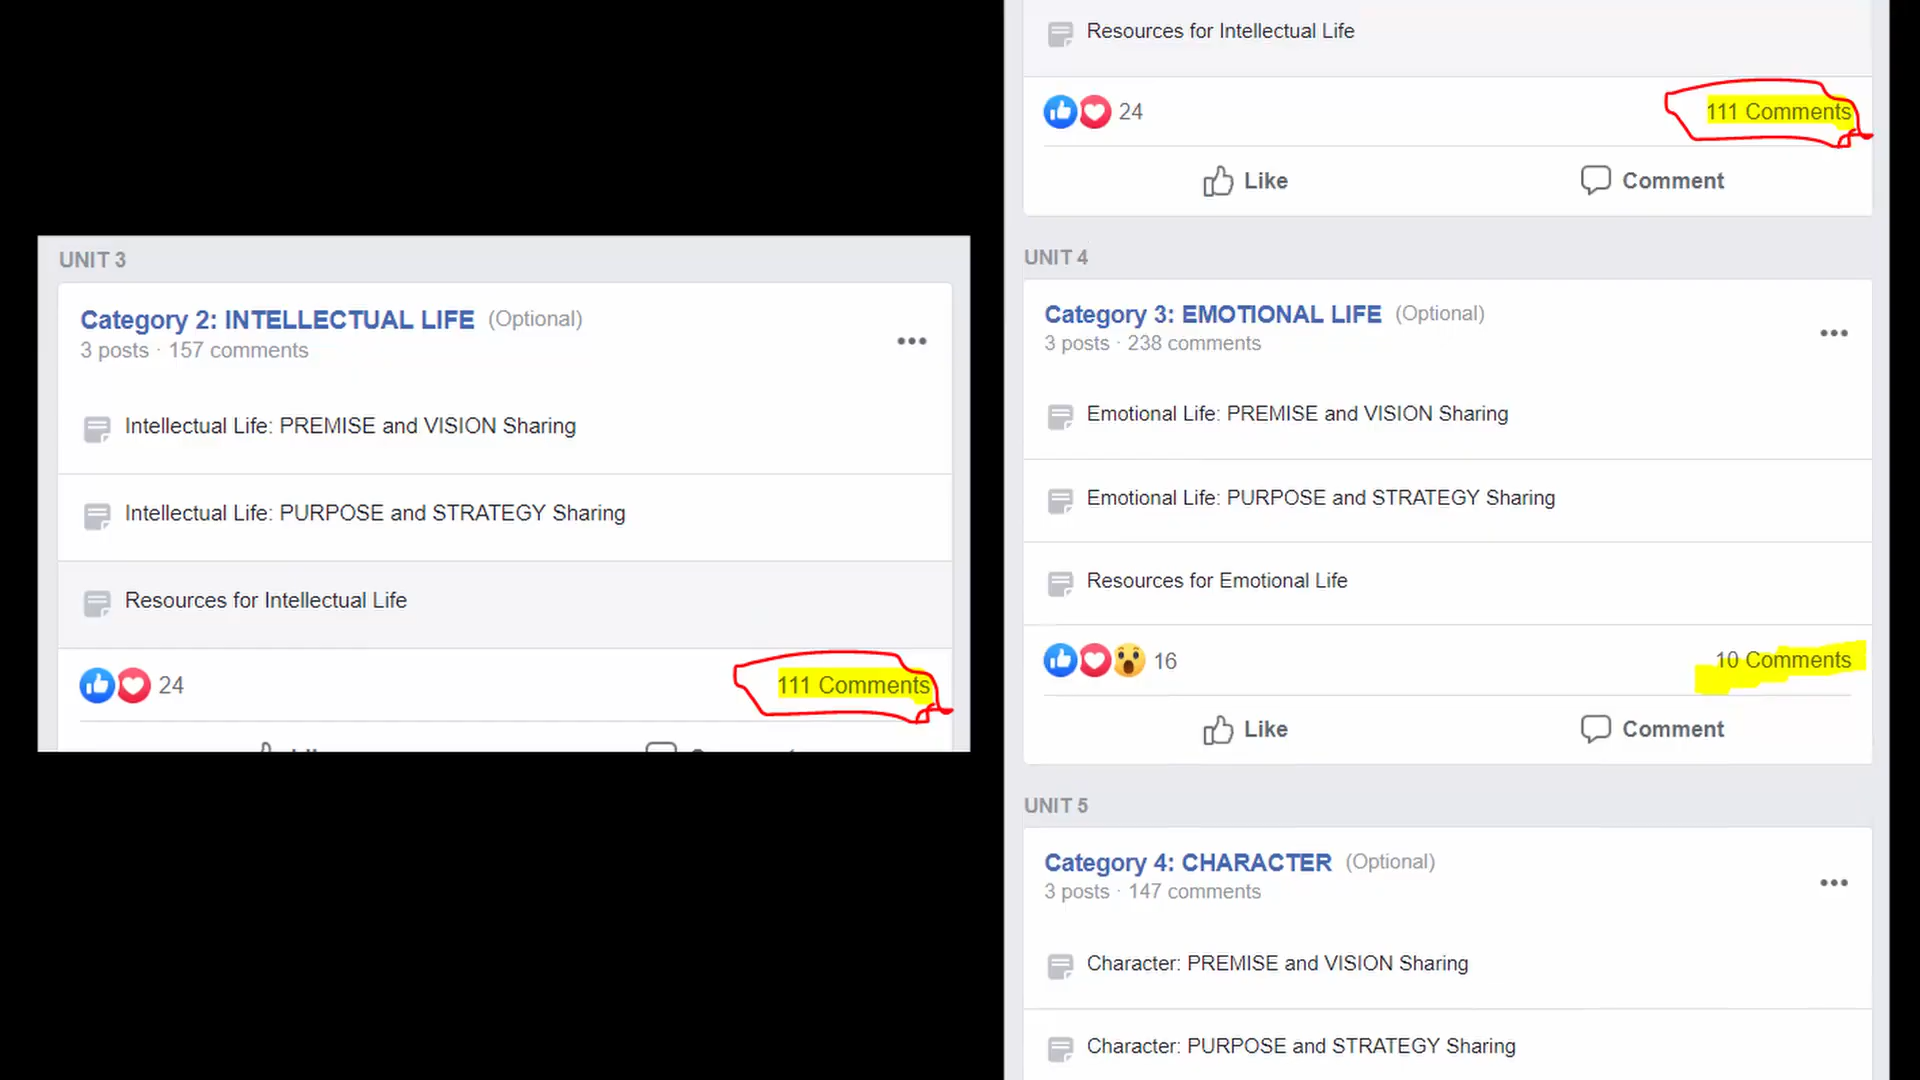 UNIT 3
Category 2: INTELLECTUAL LIFE (Optional)
3 posts · 157 comments
Intellectual Life: PREMISE and VISION Sharing
Intellectual Life: PURPOSE and STRATEGY Sharing
Resources for Intellectual Life
24 111 Comments
Resources for Intellectual Life
24 111 Comments
Like Comment
UNIT 4
Category 3: EMOTIONAL LIFE (Optional)
3 posts · 238 comments
Emotional Life: PREMISE and VISION Sharing
Emotional Life: PURPOSE and STRATEGY Sharing
Resources for Emotional Life
16 10 Comments
Like Comment
UNIT 5
Category 4: CHARACTER (Optional)
3 posts · 147 comments
Character: PREMISE and VISION Sharing
Character: PURPOSE and STRATEGY Sharing